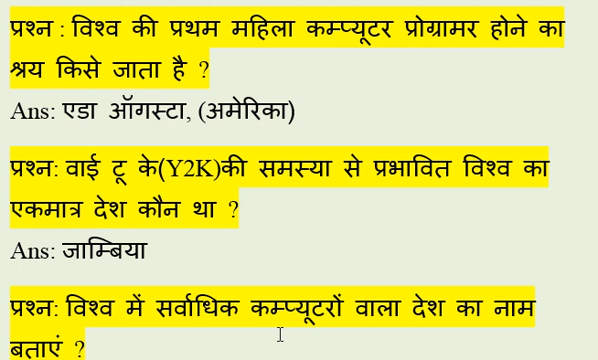 प्रश्न : विश्व की प्रथम महिला कम्प्यूटर प्रोग्रामर होने का
श्रय किसे जाता है ?
Ans: एडा ऑगस्टा, (अमेरिका)
प्रश्न: वाई टू के(Y2K)की समस्या से प्रभावित विश्व का
एकमात्र देश कौन था ?
Ans: जाम्बिया
प्रश्न: विश्व में सर्वाधिक कम्प्यूटरों वाला देश का नाम
बताएं ?